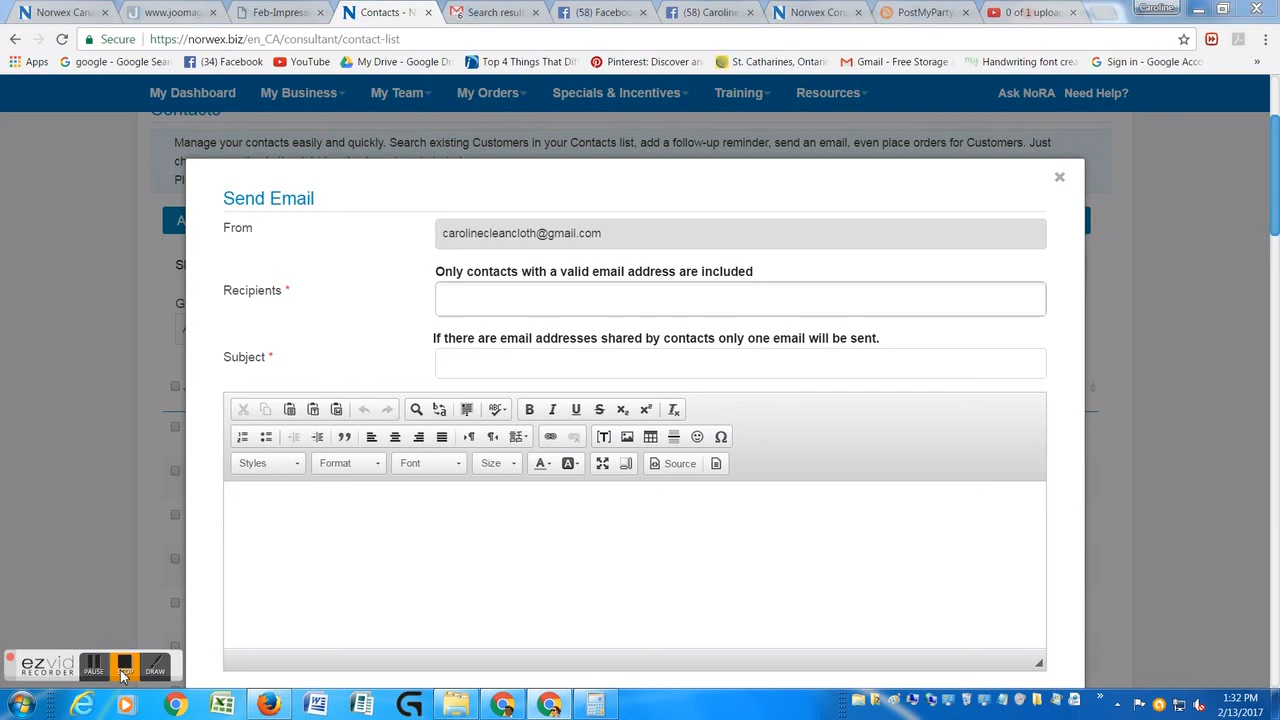 Norwex Cana
www.joomag
Feb-Impress
Contacts - N
Search resul
(58) Facebo
(58) Caroline
Norwex Con
PostMyParty
0 of 1 uploa
Caroline
Secure
https://norwex.biz/en_CA/consultant/contact-list
Apps
google - Google Sear
(34) Facebook
YouTube
My Drive - Google Dr
Top 4 Things That Dif
Pinterest: Discover an
St. Catharines, Ontari
Gmail - Free Storage
Handwriting font crea
Sign in - Google Acco
»
My Dashboard
My Business
My Team
My Orders
Specials & Incentives
Training
Resources
Ask NoRA
Need Help?
Contacts
Manage your contacts easily and quickly. Search existing Customers in your Contacts list, add a follow-up reminder, send an email, even place orders for Customers. Just
Send Email
From
carolinecleancloth@gmail.com
Only contacts with a valid email address are included
Recipients *
If there are email addresses shared by contacts only one email will be sent.
Subject *
Styles
Format
Font
Size
Source
ezvid
RECORDER
PAUSE
DRAW
1:32 PM
2/13/2017